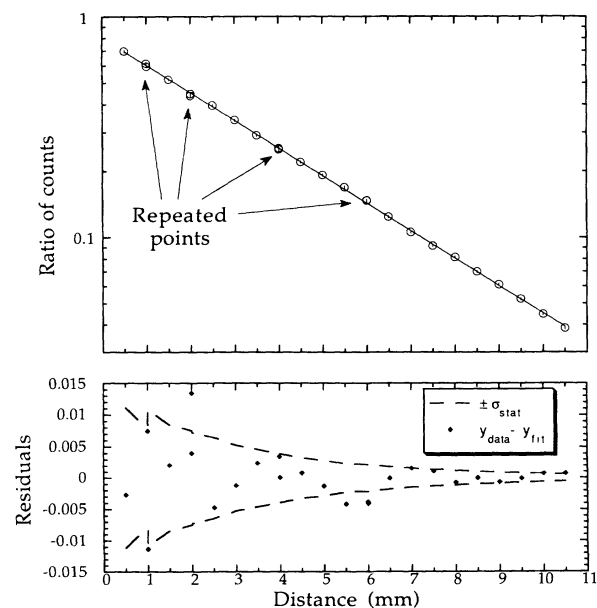 1
Ratio of counts
0.1
Repeated
points
0.015
0.01
0.005
0
-0.005
-0.01
-0.015
Residuals
± σstat
ydata- yfit
0 1 2 3 4 5 6 7 8 9 10 11
Distance (mm)